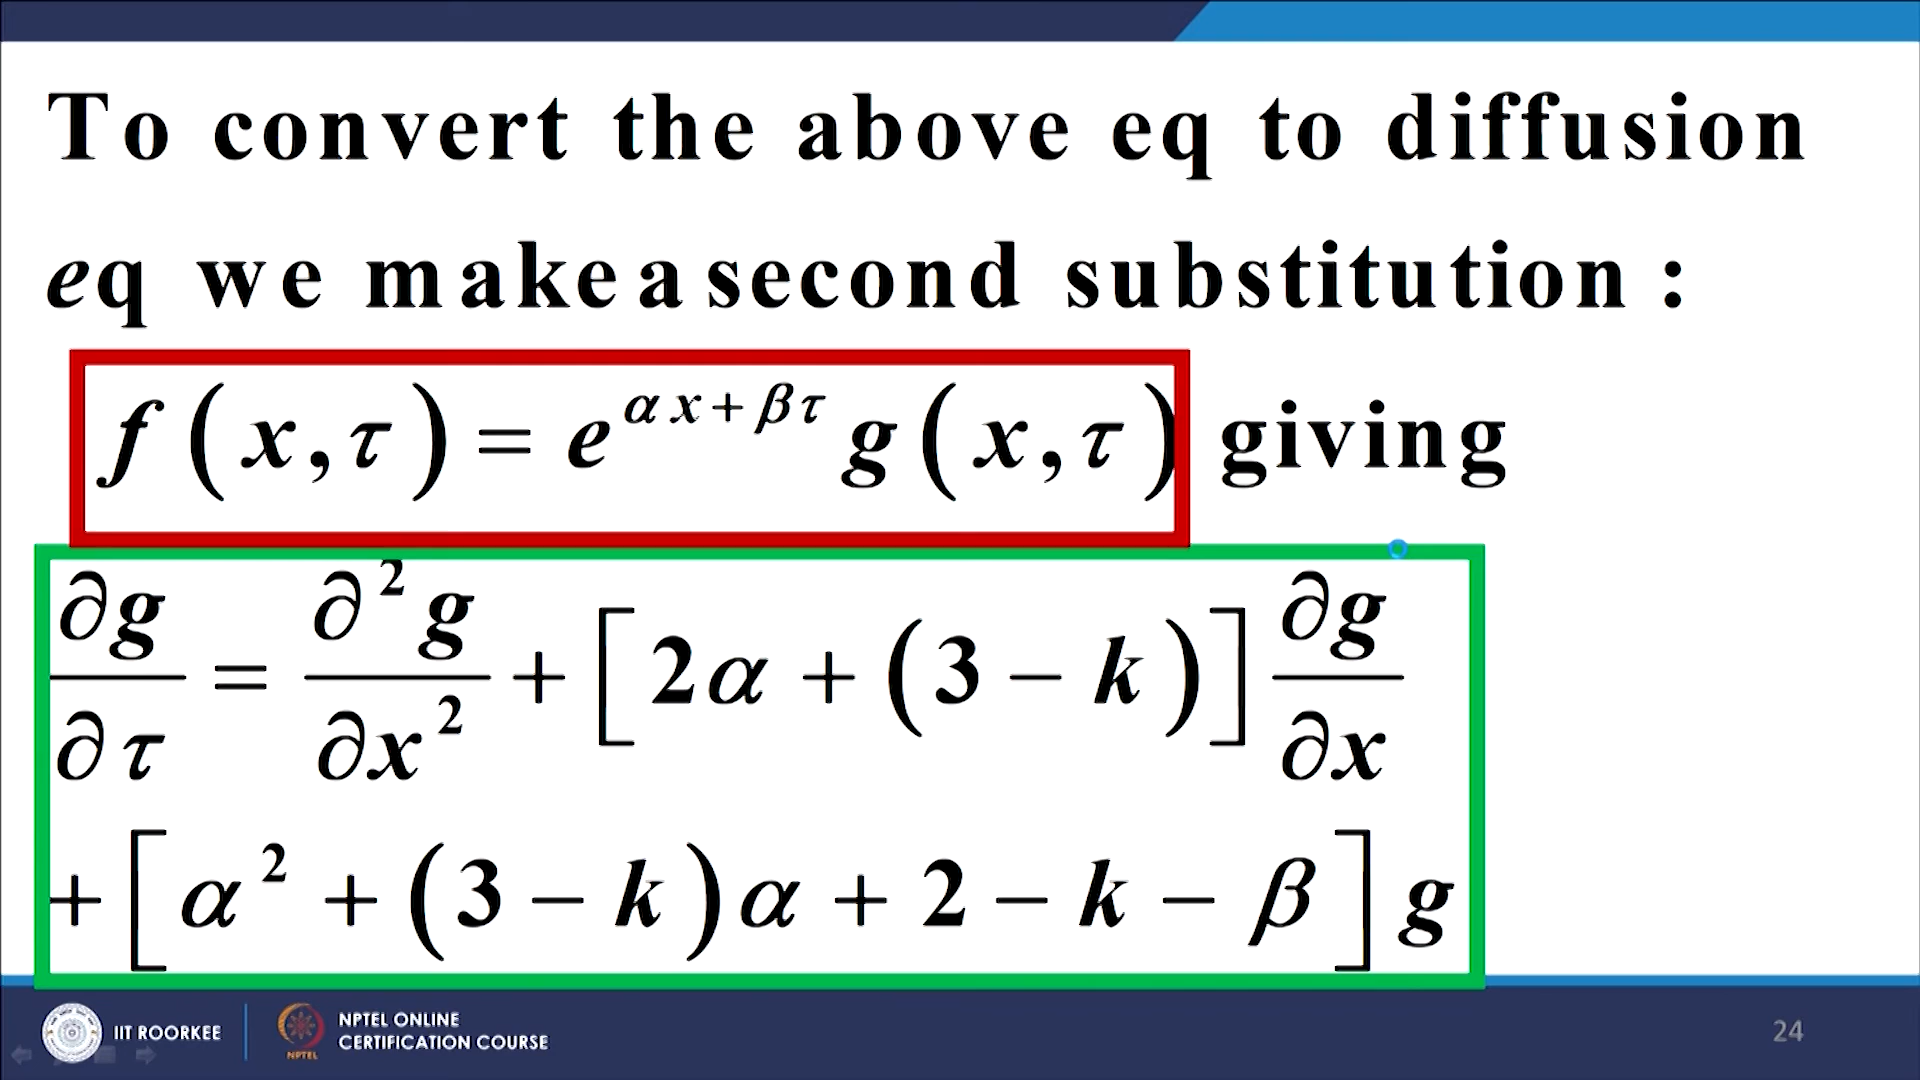 To convert the above eq to diffusion
eq we make a second substitution :
f(x,τ) = e^{αx+βτ} g(x,τ) giving
∂g/∂τ = ∂²g/∂x² + [2α + (3 − k)] ∂g/∂x
+ [α² + (3 − k)α + 2 − k − β] g
IIT ROORKEE
NPTEL
NPTEL ONLINE
CERTIFICATION COURSE
24